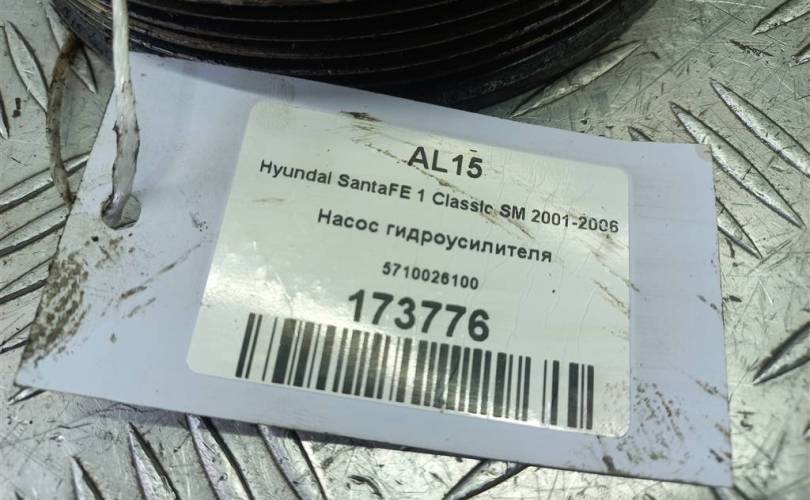 AL15
Hyundai SantaFE 1 Classic SM 2001-2006
Насос гидроусилителя
5710026100
173776